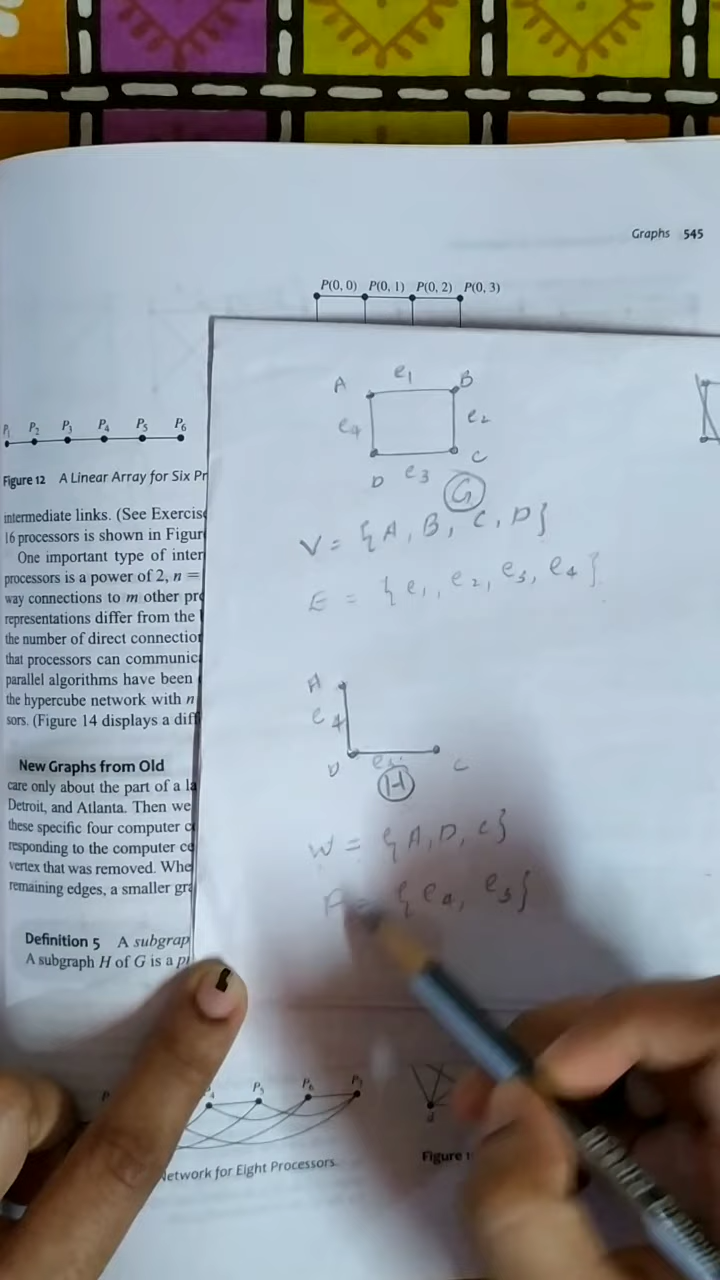 Graphs 545
P(0, 0) P(0, 1) P(0, 2) P(0, 3)
P₂ P₃ P₄ P₅ P₆
Figure 12 A Linear Array for Six Pr
intermediate links. (See Exercis
16 processors is shown in Figur
One important type of inter
processors is a power of 2, n =
way connections to m other pro
representations differ from the
the number of direct connection
that processors can communic
parallel algorithms have been
the hypercube network with n
sors. (Figure 14 displays a diff
New Graphs from Old
care only about the part of a la
Detroit, and Atlanta. Then we
these specific four computer c
responding to the computer ce
vertex that was removed. Whe
remaining edges, a smaller gra
Definition 5 A subgrap
A subgraph H of G is a p
A e₁ B
e₄ e₂
D e₃ C
G
V = {A, B, C, D}
E = {e₁, e₂, e₃, e₄}
A
e₄
D C
H
W = {A, D, C}
F = {e₄, e₃}
P₅ P₆ P₇
d
Network for Eight Processors.
Figure 1